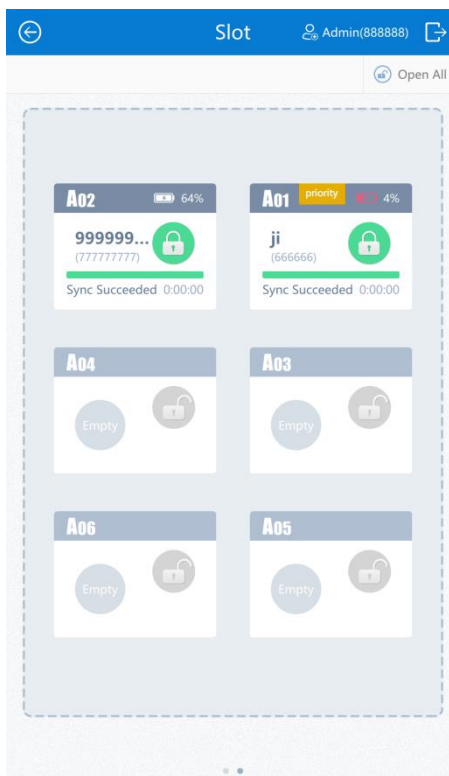 Slot
Admin(888888)
Open All
A02 64%
999999...
(777777777)
Sync Succeeded 0:00:00
A01 priority 4%
ji
(666666)
Sync Succeeded 0:00:00
A04
Empty
A03
Empty
A06
Empty
A05
Empty